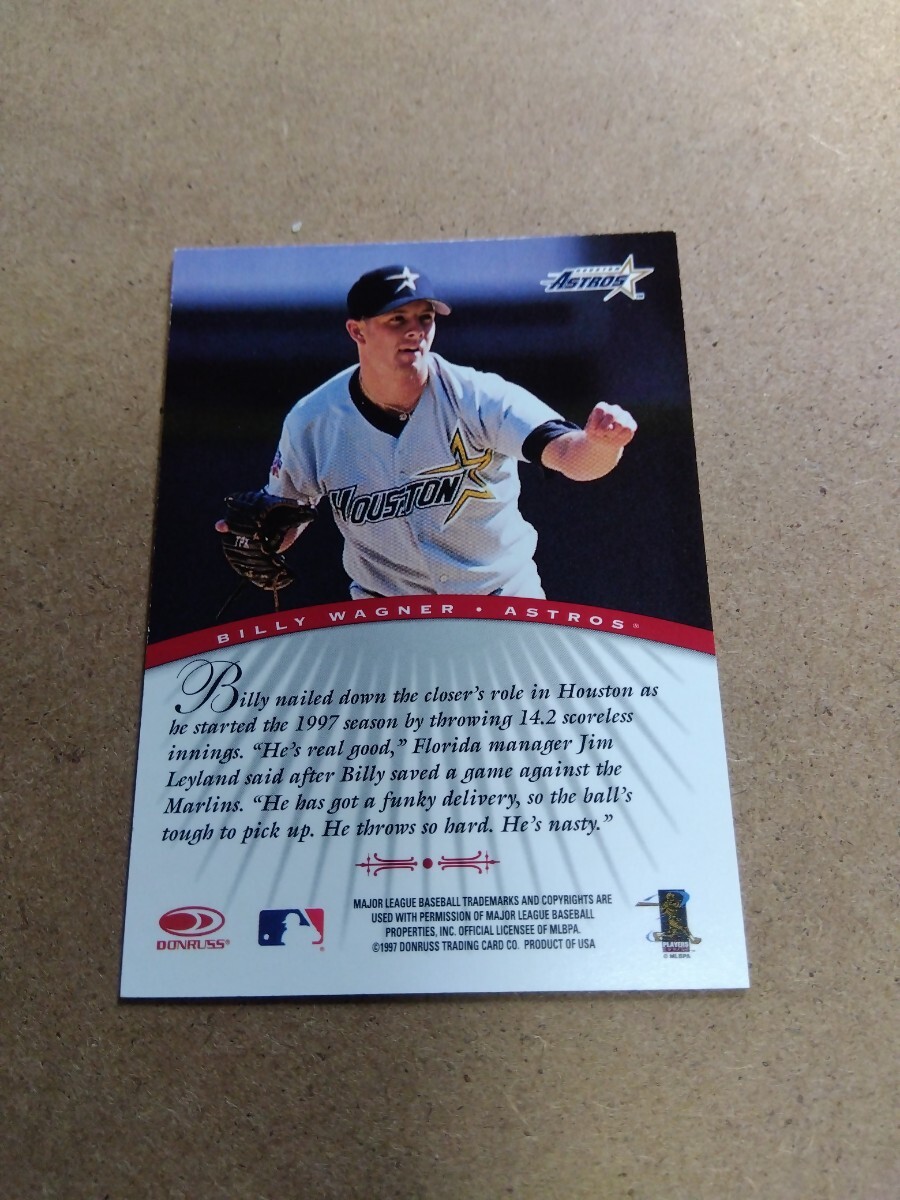 HOUSTON
ASTROS
HOUSTON
TPX
BILLY WAGNER • ASTROS®
Billy nailed down the closer's role in Houston as
he started the 1997 season by throwing 14.2 scoreless
innings. “He's real good,” Florida manager Jim
Leyland said after Billy saved a game against the
Marlins. “He has got a funky delivery, so the ball's
tough to pick up. He throws so hard. He's nasty.”
MAJOR LEAGUE BASEBALL TRADEMARKS AND COPYRIGHTS ARE
USED WITH PERMISSION OF MAJOR LEAGUE BASEBALL
PROPERTIES, INC. OFFICIAL LICENSEE OF MLBPA.
©1997 DONRUSS TRADING CARD CO. PRODUCT OF USA
DONRUSS®
PLAYERS
© MLBPA